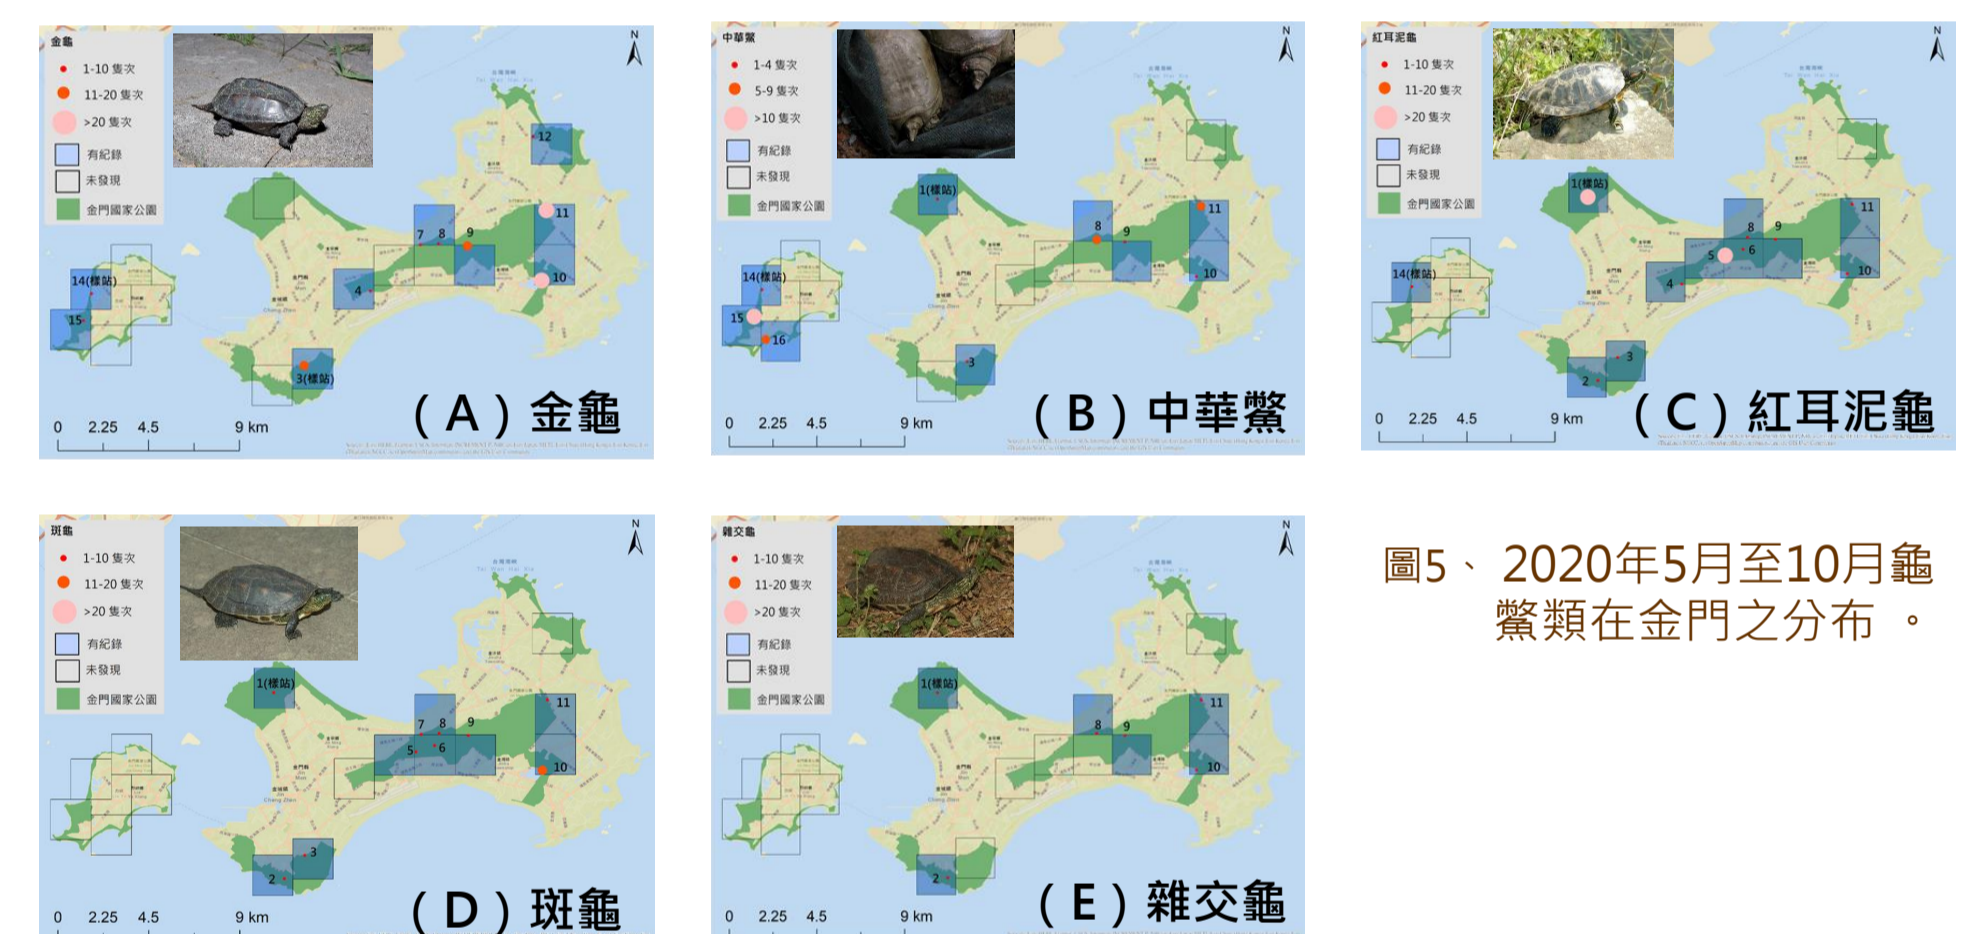 金龜
1-10 隻次
11-20 隻次
>20 隻次
有紀錄
未發現
金門國家公園
N
12
11
7 8 9
10
4
14(樣站)
15
3(樣站)
0 2.25 4.5 9 km
(A)金龜
中華鱉
1-4 隻次
5-9 隻次
>10 隻次
有紀錄
未發現
金門國家公園
N
1(樣站)
11
8 9
10
14(樣站)
15
16
3
0 2.25 4.5 9 km
(B)中華鱉
紅耳泥龜
1-10 隻次
11-20 隻次
>20 隻次
有紀錄
未發現
金門國家公園
N
1(樣站)
11
8 9
5 6
10
4
14(樣站)
3
2
0 2.25 4.5 9 km
(C)紅耳泥龜
斑龜
1-10 隻次
11-20 隻次
>20 隻次
有紀錄
未發現
金門國家公園
N
1(樣站)
11
7 8 9
5 6
10
3
2
0 2.25 4.5 9 km
(D)斑龜
雜交龜
1-10 隻次
11-20 隻次
>20 隻次
有紀錄
未發現
金門國家公園
N
1(樣站)
11
8 9
10
2
0 2.25 4.5 9 km
(E)雜交龜
圖5、2020年5月至10月龜
鱉類在金門之分布 。